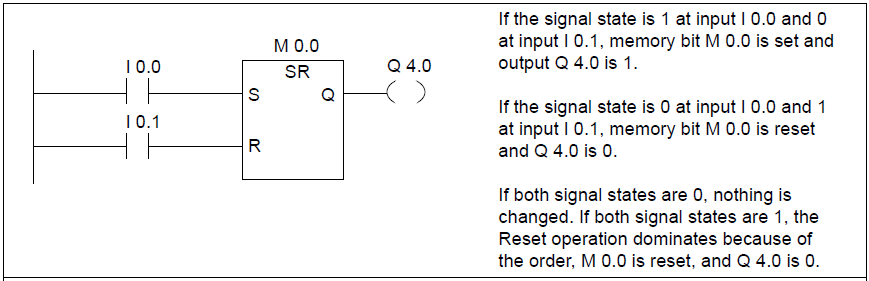 M 0.0
I 0.0
SR
Q 4.0
S
Q
I 0.1
R
If the signal state is 1 at input I 0.0 and 0
at input I 0.1, memory bit M 0.0 is set and
output Q 4.0 is 1.
If the signal state is 0 at input I 0.0 and 1
at input I 0.1, memory bit M 0.0 is reset
and Q 4.0 is 0.
If both signal states are 0, nothing is
changed. If both signal states are 1, the
Reset operation dominates because of
the order, M 0.0 is reset, and Q 4.0 is 0.